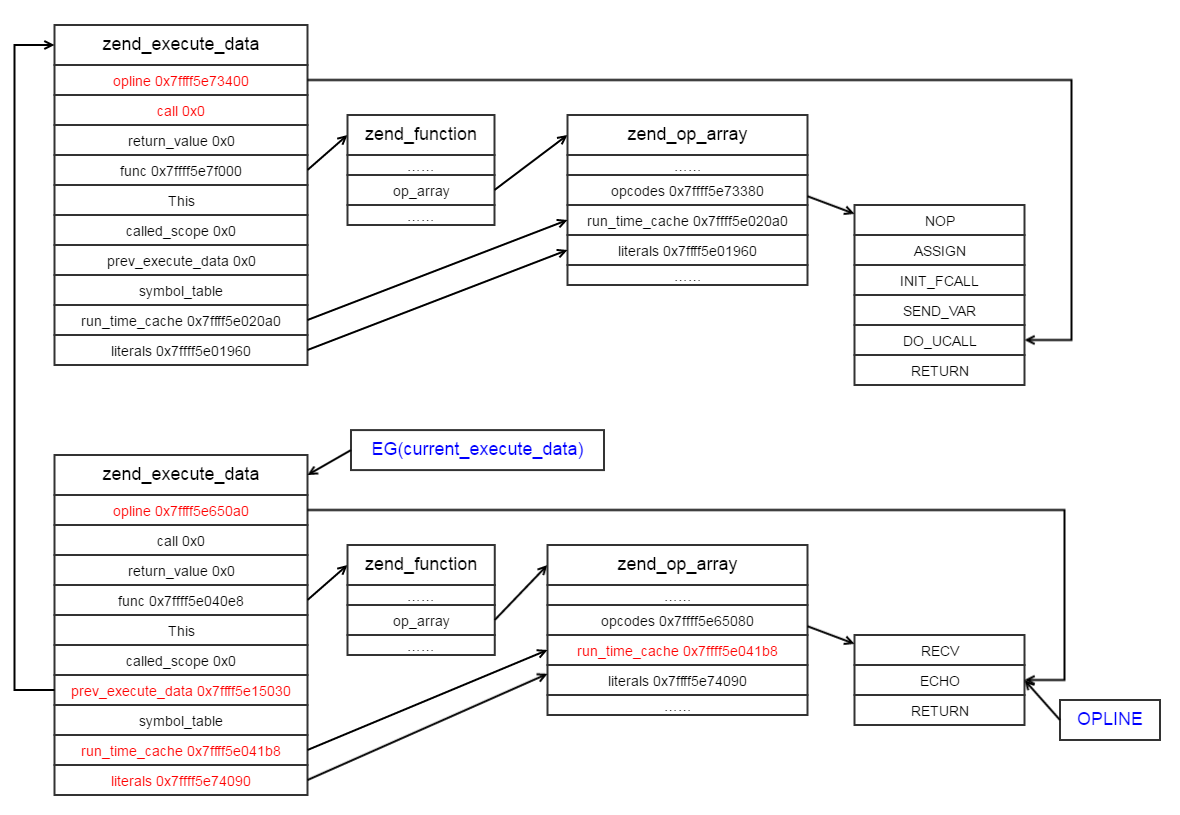 zend_execute_data
opline 0x7ffff5e73400
call 0x0
return_value 0x0
func 0x7ffff5e7f000
This
called_scope 0x0
prev_execute_data 0x0
symbol_table
run_time_cache 0x7ffff5e020a0
literals 0x7ffff5e01960
zend_function
......
op_array
......
zend_op_array
......
opcodes 0x7ffff5e73380
run_time_cache 0x7ffff5e020a0
literals 0x7ffff5e01960
......
NOP
ASSIGN
INIT_FCALL
SEND_VAR
DO_UCALL
RETURN
EG(current_execute_data)
zend_execute_data
opline 0x7ffff5e650a0
call 0x0
return_value 0x0
func 0x7ffff5e040e8
This
called_scope 0x0
prev_execute_data 0x7ffff5e15030
symbol_table
run_time_cache 0x7ffff5e041b8
literals 0x7ffff5e74090
zend_function
......
op_array
......
zend_op_array
......
opcodes 0x7ffff5e65080
run_time_cache 0x7ffff5e041b8
literals 0x7ffff5e74090
......
RECV
ECHO
RETURN
OPLINE